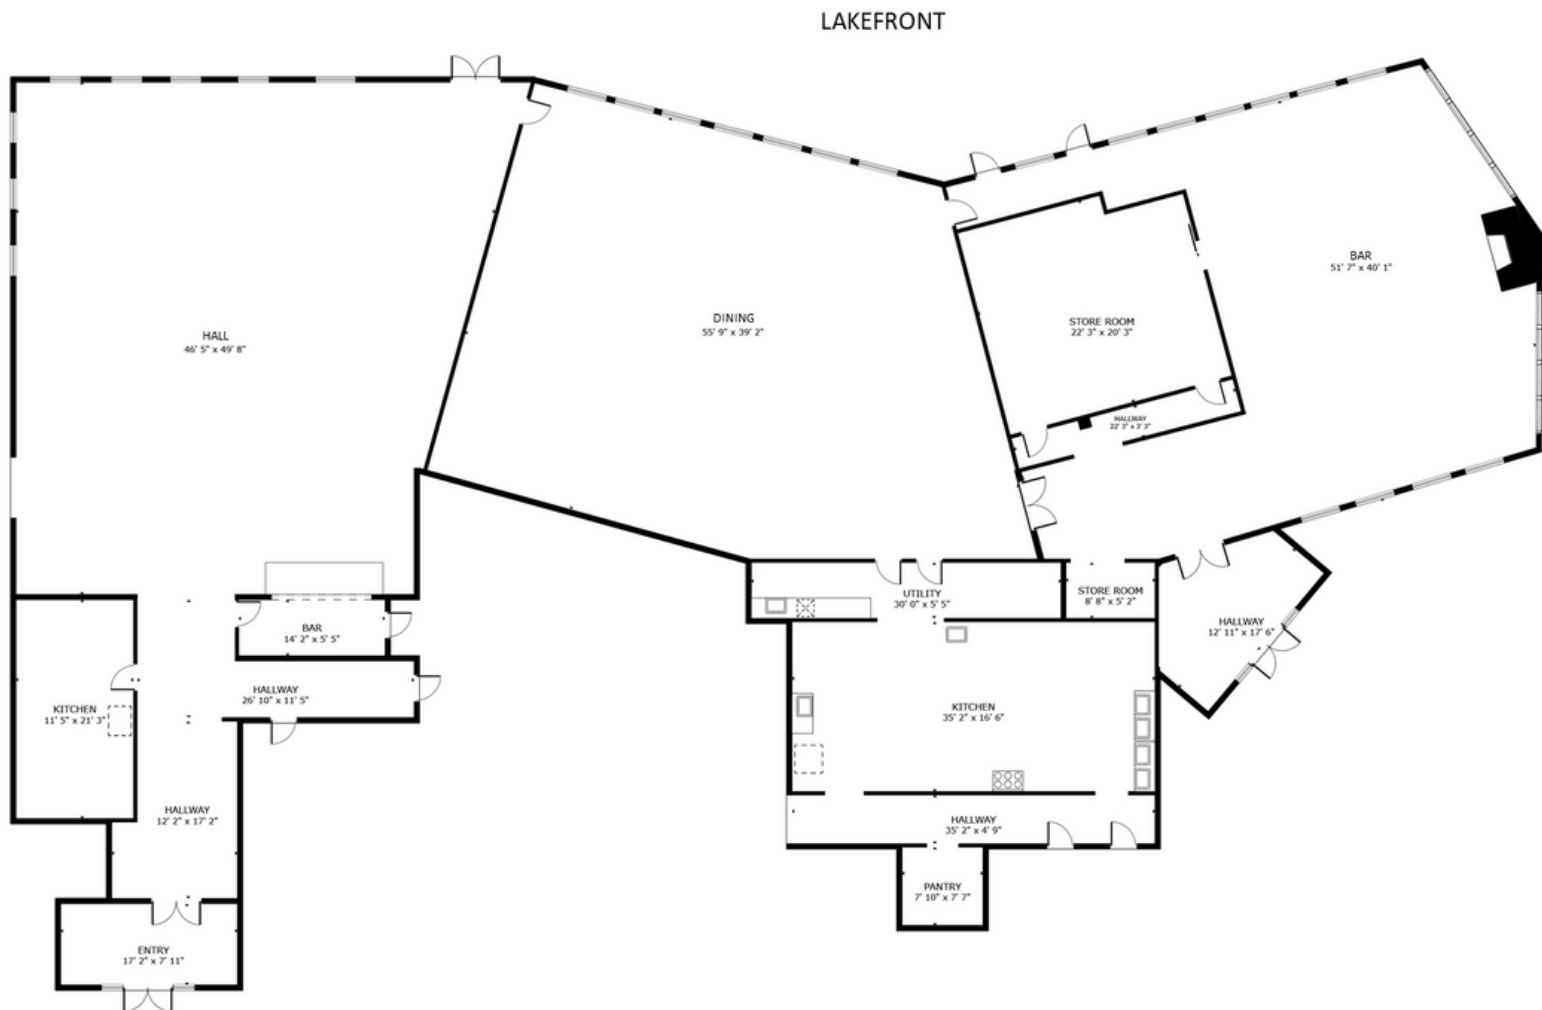 LAKEFRONT
HALL
46' 5" x 49' 8"
DINING
55' 9" x 39' 2"
BAR
51' 7" x 40' 1"
STORE ROOM
22' 3" x 20' 3"
HALLWAY
22' 3" x 3' 3"
BAR
14' 2" x 5' 5"
HALLWAY
26' 10" x 11' 5"
KITCHEN
11' 5" x 21' 3"
HALLWAY
12' 2" x 17' 2"
ENTRY
17' 2" x 7' 11"
UTILITY
30' 0" x 5' 5"
STORE ROOM
8' 8" x 5' 2"
HALLWAY
12' 11" x 17' 6"
KITCHEN
35' 2" x 16' 6"
HALLWAY
35' 2" x 4' 9"
PANTRY
7' 10" x 7' 7"